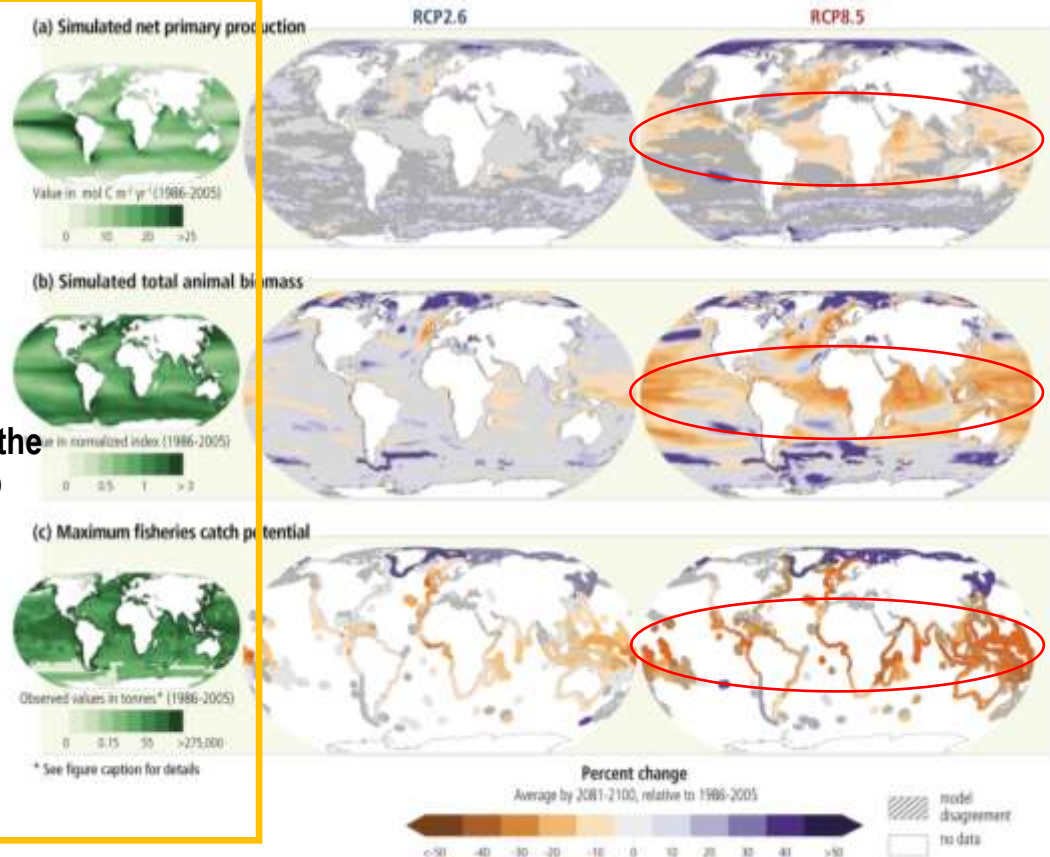 RCP2.6
RCP8.5
(a) Simulated net primary production
Value in mol C m⁻² yr⁻¹ (1986-2005)
0 10 20 >25
(b) Simulated total animal biomass
the
ue in normalized index (1986-2005)
0 0.5 1 >3
(c) Maximum fisheries catch potential
Observed values in tonnes* (1986-2005)
0 0.15 55 >275,000
* See figure caption for details
Percent change
Average by 2081-2100, relative to 1986-2005
<-50 -40 -30 -20 -10 0 10 20 30 40 >50
model
disagreement
no data